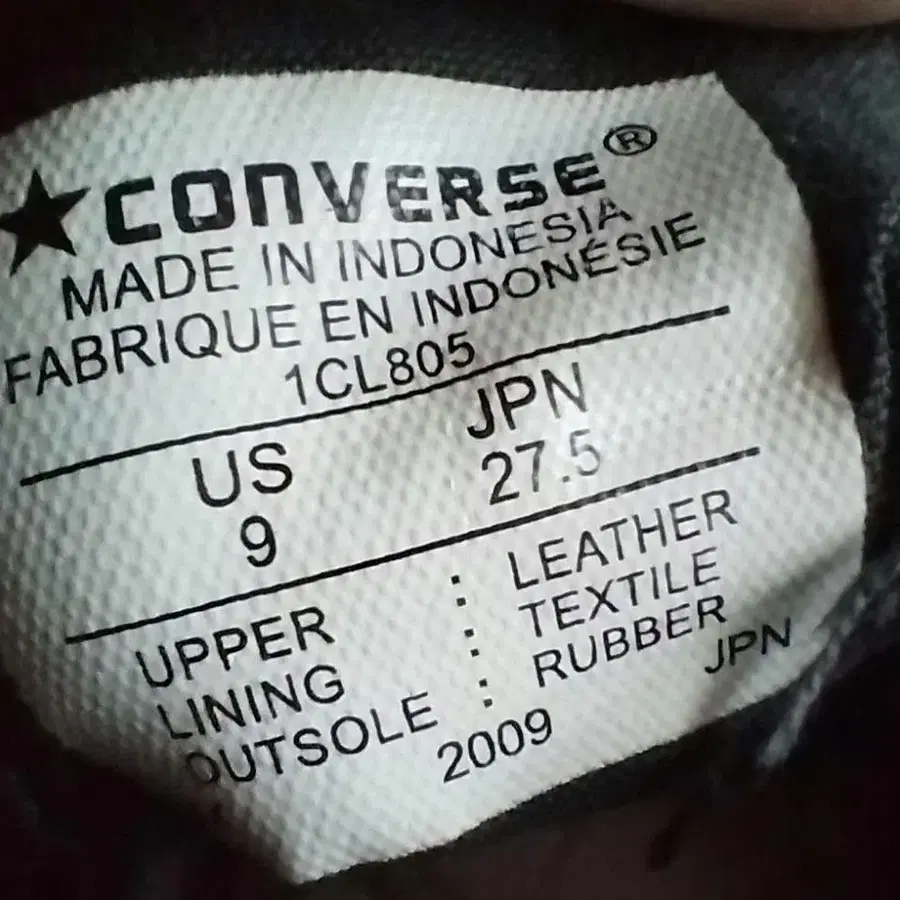 ★CONVERSE®
MADE IN INDONESIA
FABRIQUE EN INDONÉSIE
1CL805
US JPN
9 27.5
UPPER : LEATHER
LINING : TEXTILE
OUTSOLE : RUBBER
2009 JPN